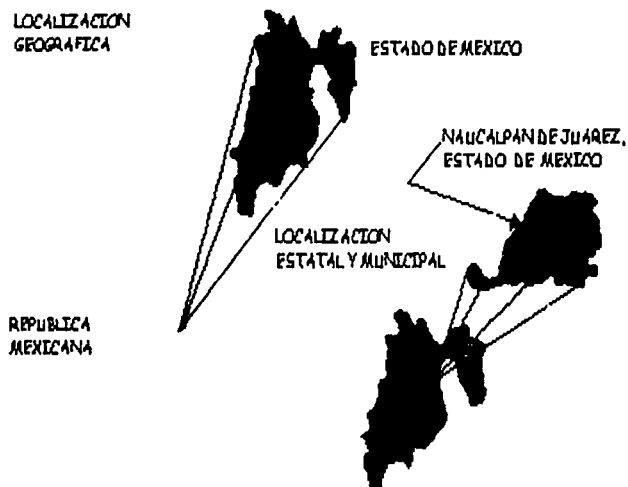 LOCALIZACION
GEOGRAFICA
ESTADO DE MEXICO
NAUCALPAN DE JUAREZ,
ESTADO DE MEXICO
LOCALIZACION
ESTATAL Y MUNICIPAL
REPUBLICA
MEXICANA